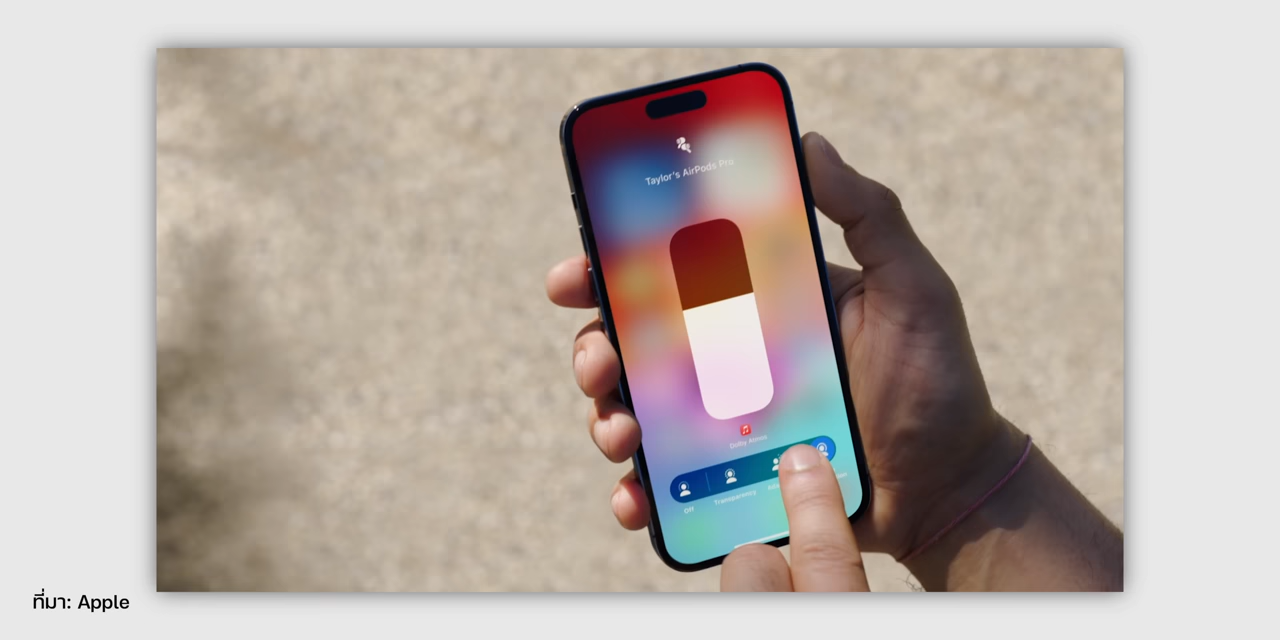 Taylor's AirPods Pro
Dolby Atmos
Off
Transparency
ที่มา: Apple